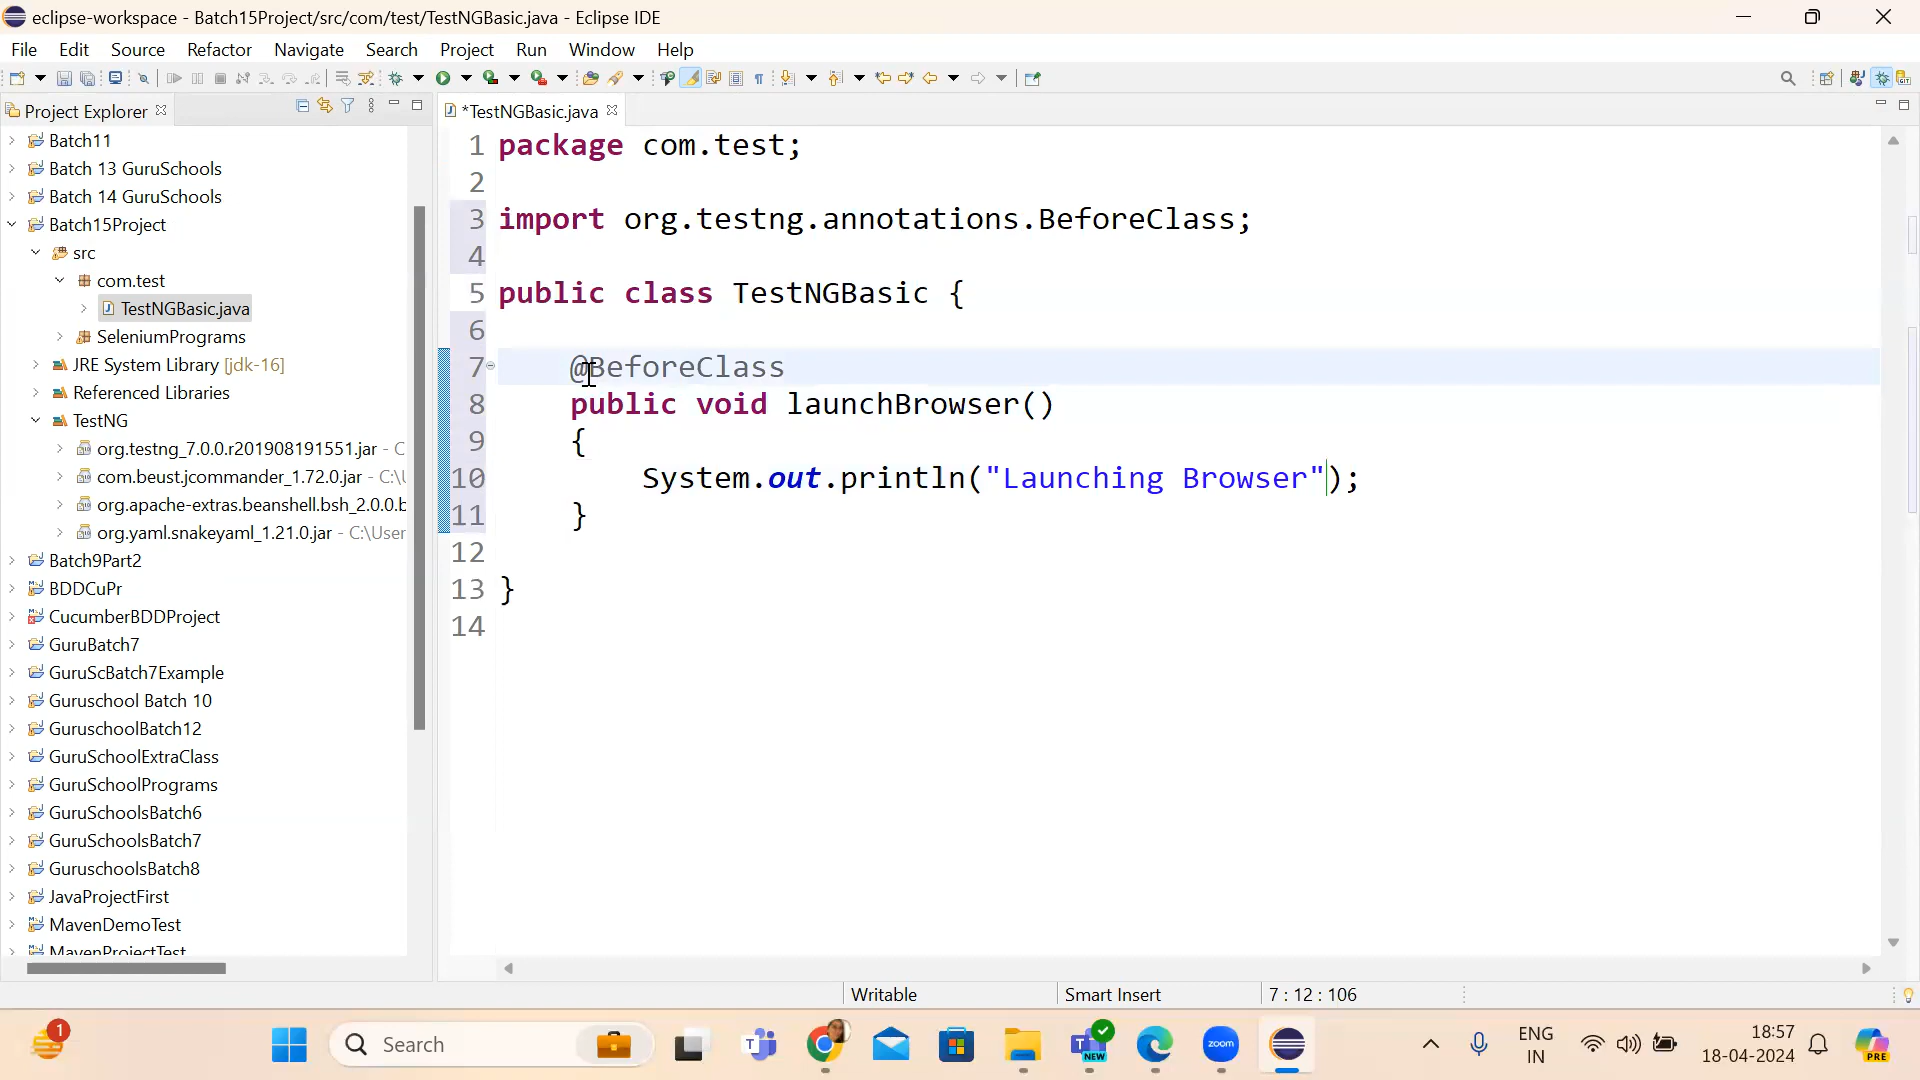 eclipse-workspace - Batch15Project/src/com/test/TestNGBasic.java - Eclipse IDE
File Edit Source Refactor Navigate Search Project Run Window Help
Project Explorer
Batch11
Batch 13 GuruSchools
Batch 14 GuruSchools
Batch15Project
src
com.test
TestNGBasic.java
SeleniumPrograms
JRE System Library [jdk-16]
Referenced Libraries
TestNG
org.testng_7.0.0.r201908191551.jar - C
com.beust.jcommander_1.72.0.jar - C:\U
org.apache-extras.beanshell.bsh_2.0.0.b
org.yaml.snakeyaml_1.21.0.jar - C:\User
Batch9Part2
BDDCuPr
CucumberBDDProject
GuruBatch7
GuruScBatch7Example
Guruschool Batch 10
GuruschoolBatch12
GuruSchoolExtraClass
GuruSchoolPrograms
GuruSchoolsBatch6
GuruSchoolsBatch7
GuruschoolsBatch8
JavaProjectFirst
MavenDemoTest
MavenProjectTest
*TestNGBasic.java
1 package com.test;
2
3 import org.testng.annotations.BeforeClass;
4
5 public class TestNGBasic {
6
7 @BeforeClass
8 public void launchBrowser()
9 {
10 System.out.println("Launching Browser");
11 }
12
13 }
14
Writable Smart Insert 7 : 12 : 106
1
Search
T
T NEW
zoom
ENG
IN
18:57
18-04-2024
PRE